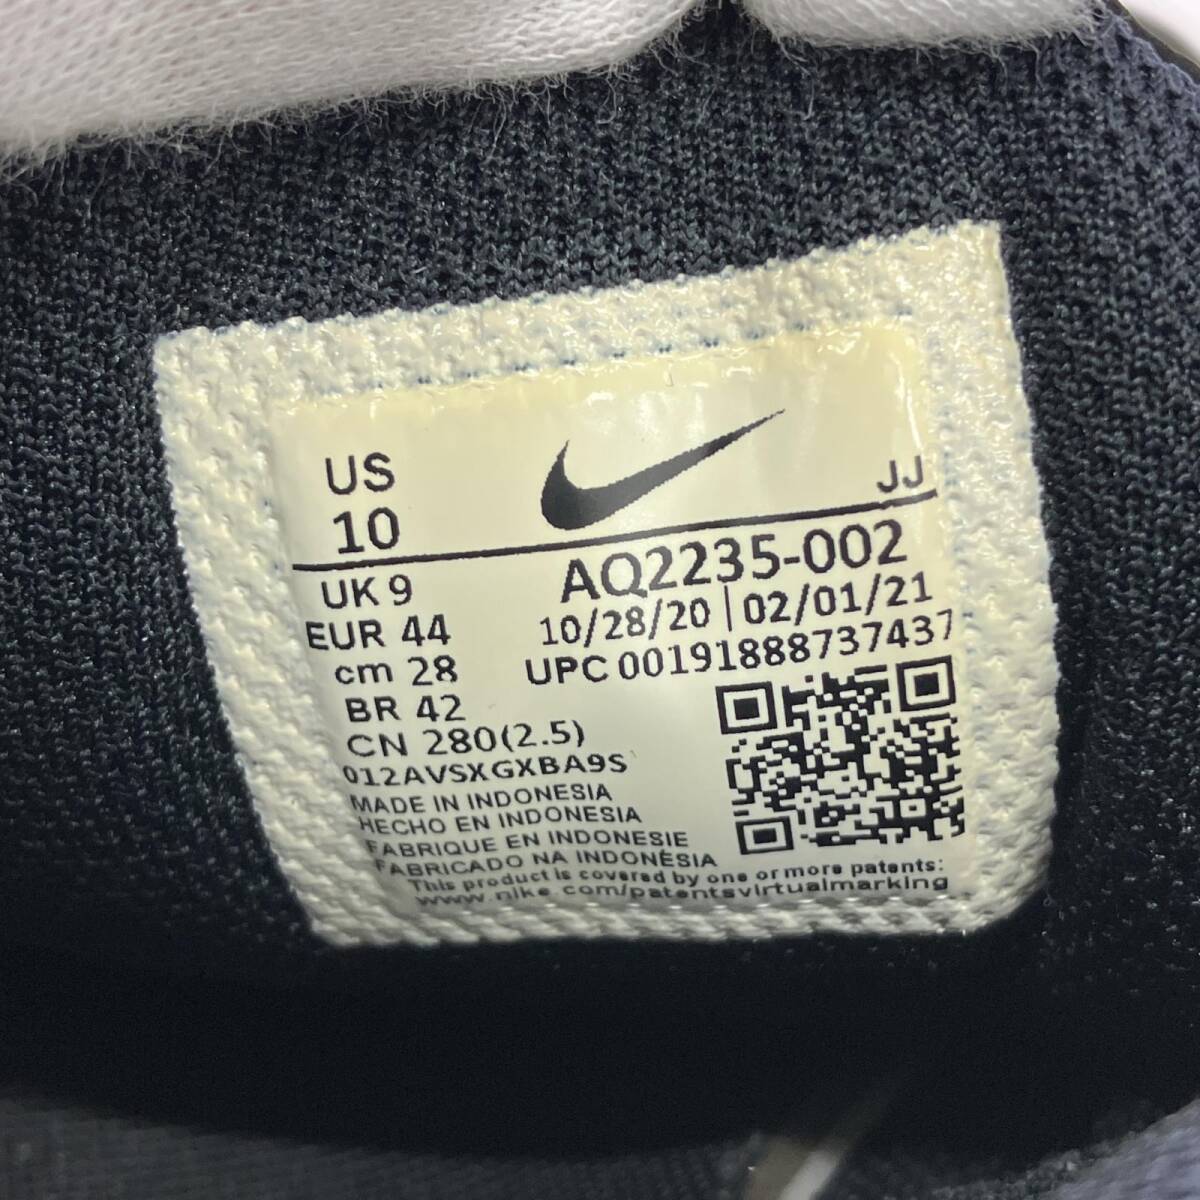 US
10
JJ
AQ2235-002
UK 9
10/28/20 | 02/01/21
EUR 44
UPC 00191888737437
cm 28
BR 42
CN 280(2.5)
012AVSXGXBA9S
MADE IN INDONESIA
HECHO EN INDONESIA
FABRIQUE EN INDONESIE
FABRICADO NA INDONÉSIA
This product is covered by one or more patents:
www.nike.com/patentsvirtualmarking